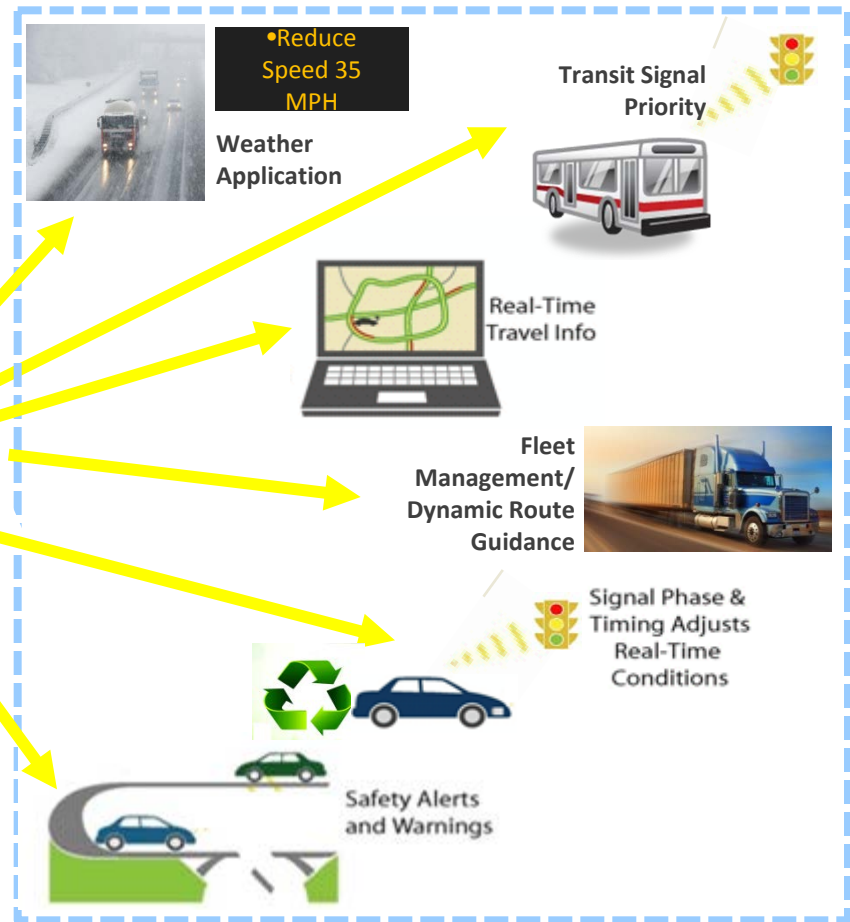 •Reduce
Speed 35
MPH
Weather
Application
Transit Signal
Priority
Real-Time
Travel Info
Fleet
Management/
Dynamic Route
Guidance
Signal Phase &
Timing Adjusts
Real-Time
Conditions
Safety Alerts
and Warnings